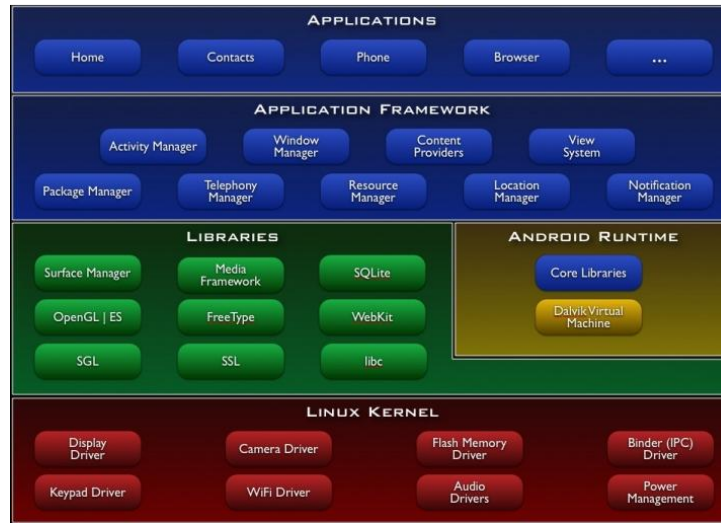 APPLICATIONS
Home
Contacts
Phone
Browser
...
APPLICATION FRAMEWORK
Activity Manager
Window
Manager
Content
Providers
View
System
Package Manager
Telephony
Manager
Resource
Manager
Location
Manager
Notification
Manager
LIBRARIES
Surface Manager
Media
Framework
SQLite
OpenGL | ES
FreeType
WebKit
SGL
SSL
libc
ANDROID RUNTIME
Core Libraries
Dalvik Virtual
Machine
LINUX KERNEL
Display
Driver
Camera Driver
Flash Memory
Driver
Binder (IPC)
Driver
Keypad Driver
WiFi Driver
Audio
Drivers
Power
Management